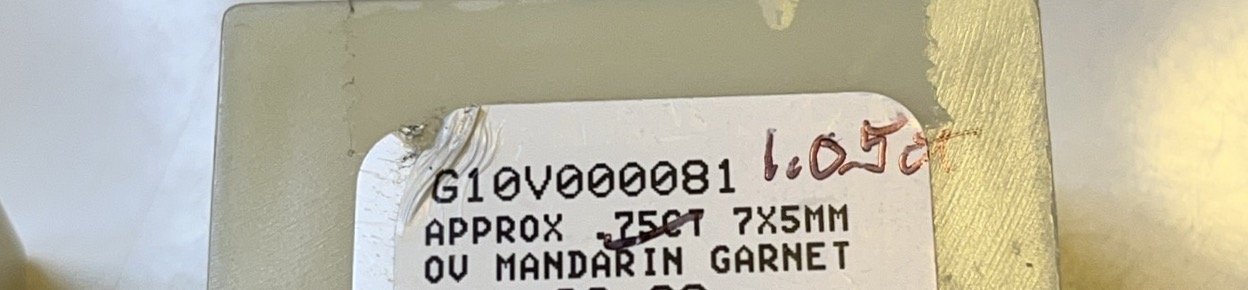 G10V000081 1.05ct
APPROX .75CT 7X5MM
OV MANDARIN GARNET